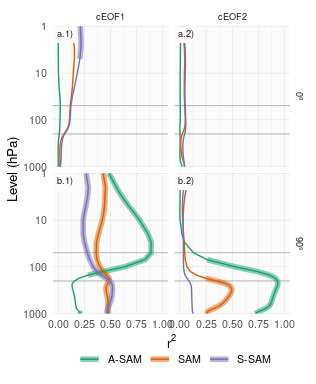 cEOF1 cEOF2
a.1) a.2)
1
10
100
1000
0°
b.1) b.2)
1
10
100
1000
90°
Level (hPa)
0.00 0.25 0.50 0.75 1.00 0.00 0.25 0.50 0.75 1.00
r²
A-SAM SAM S-SAM